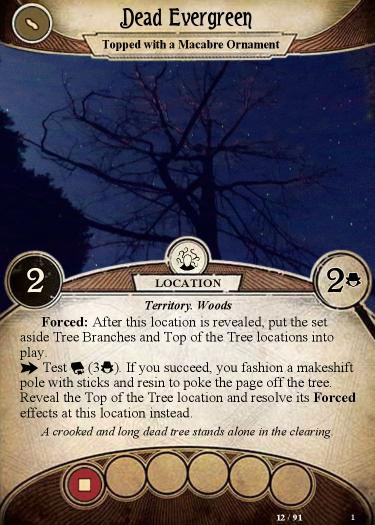 Dead Evergreen
Topped with a Macabre Ornament
2
LOCATION
2
Territory. Woods
Forced: After this location is revealed, put the set
aside Tree Branches and Top of the Tree locations into
play.
Test (3). If you succeed, you fashion a makeshift
pole with sticks and resin to poke the page off the tree.
Reveal the Top of the Tree location and resolve its Forced
effects at this location instead.
A crooked and long dead tree stands alone in the clearing.
12 / 91
1